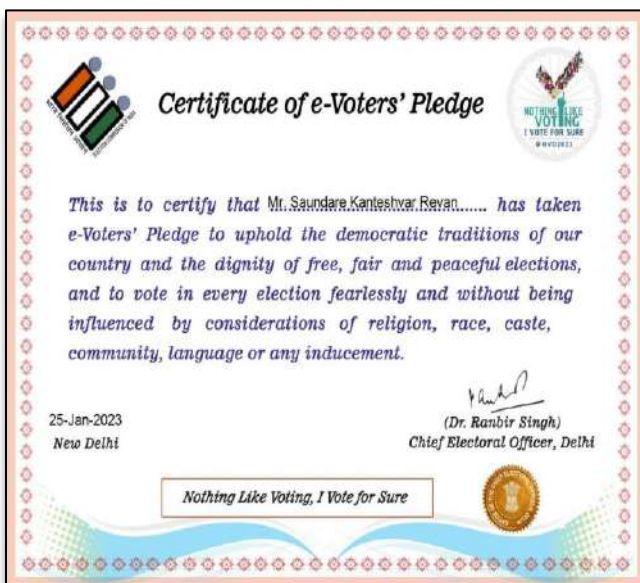 Certificate of e-Voters' Pledge
NOTHING LIKE
VOTING
I VOTE FOR SURE
#NVD2023
This is to certify that Mr. Saundare Kanteshvar Revan...... has taken
e-Voters' Pledge to uphold the democratic traditions of our
country and the dignity of free, fair and peaceful elections,
and to vote in every election fearlessly and without being
influenced by considerations of religion, race, caste,
community, language or any inducement.
25-Jan-2023
New Delhi
(Dr. Ranbir Singh)
Chief Electoral Officer, Delhi
Nothing Like Voting, I Vote for Sure